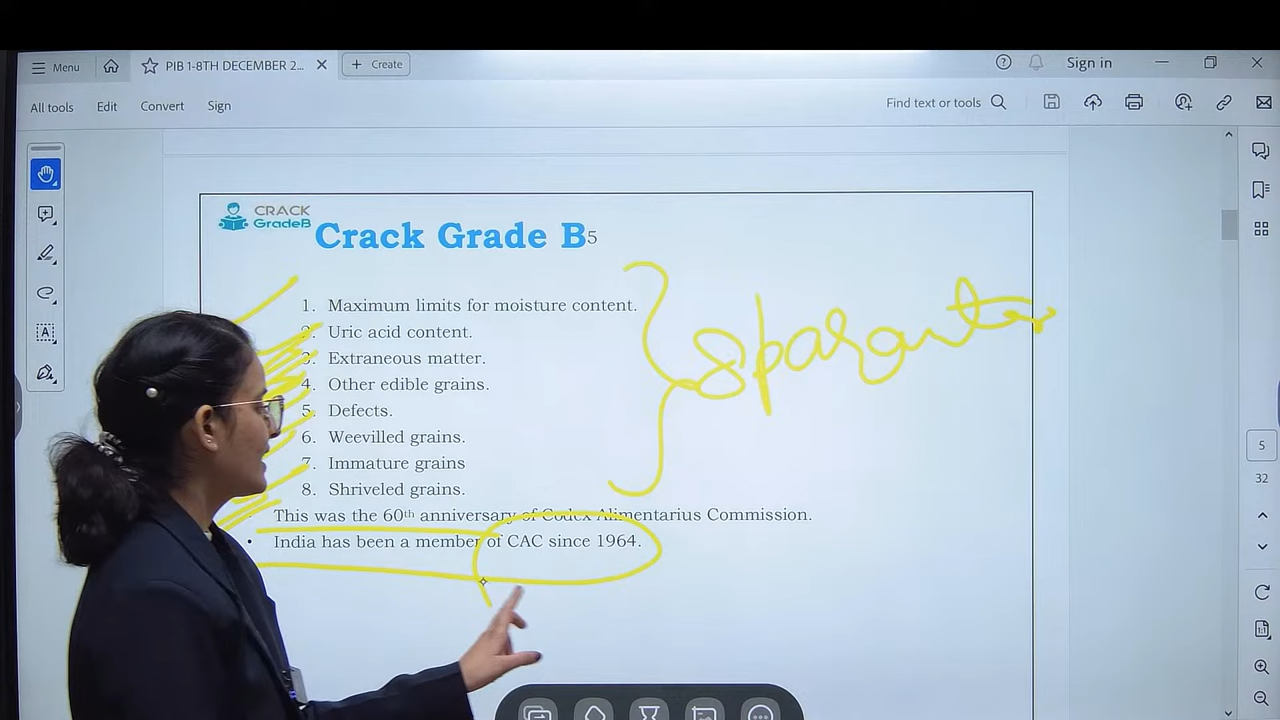 Menu
PIB 1-8TH DECEMBER 2...
Create
Sign in
All tools
Edit
Convert
Sign
Find text or tools
CRACK
GradeB
Crack Grade B5
1. Maximum limits for moisture content.
2. Uric acid content.
3. Extraneous matter.
4. Other edible grains.
5. Defects.
6. Weevilled grains.
7. Immature grains
8. Shriveled grains.
8 parameter
• This was the 60th anniversary of Codex Alimentarius Commission.
• India has been a member of CAC since 1964.
5
32